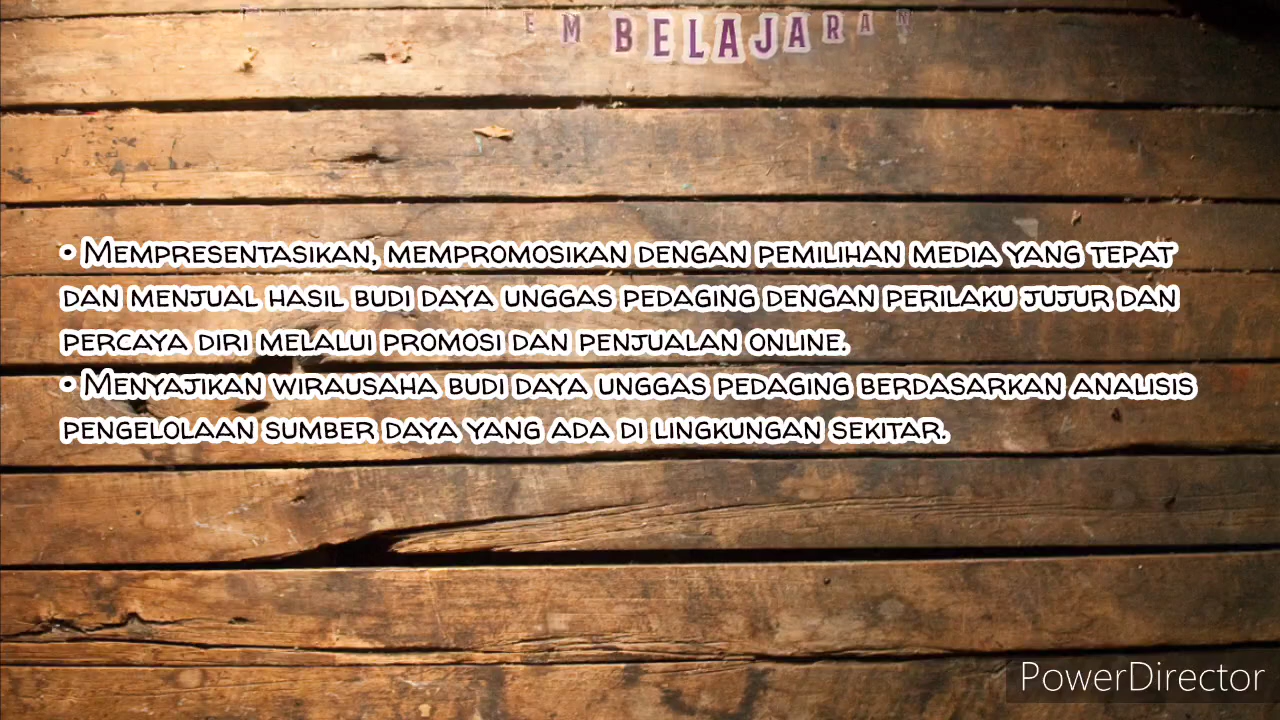 EMBELAJARAN
• Mempresentasikan, mempromosikan dengan pemilihan media yang tepat
dan menjual hasil budi daya unggas pedaging dengan perilaku jujur dan
percaya diri melalui promosi dan penjualan online.
• Menyajikan wirausaha budi daya unggas pedaging berdasarkan analisis
pengelolaan sumber daya yang ada di lingkungan sekitar.
PowerDirector